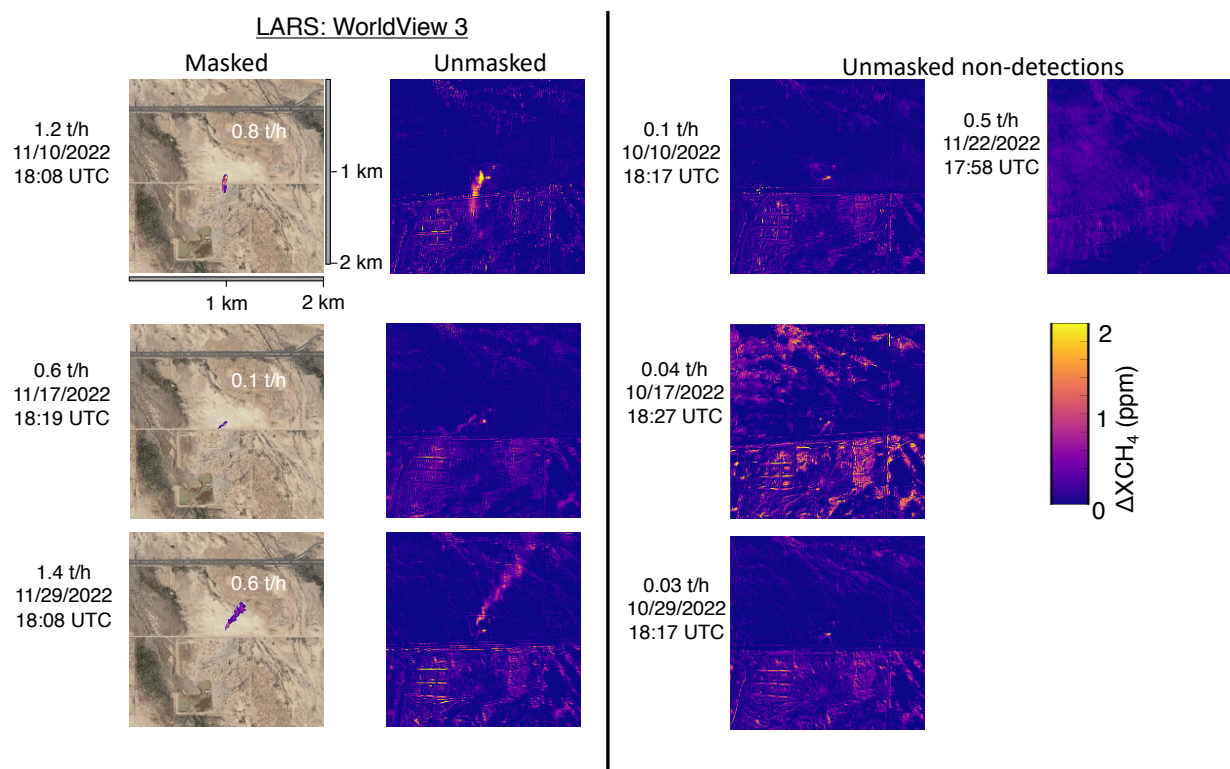 LARS: WorldView 3
Masked
Unmasked
1.2 t/h
11/10/2022
18:08 UTC
0.8 t/h
1 km
2 km
1 km
2 km
0.6 t/h
11/17/2022
18:19 UTC
0.1 t/h
1.4 t/h
11/29/2022
18:08 UTC
0.6 t/h
Unmasked non-detections
0.1 t/h
10/10/2022
18:17 UTC
0.5 t/h
11/22/2022
17:58 UTC
0.04 t/h
10/17/2022
18:27 UTC
2
1
0
ΔXCH₄ (ppm)
0.03 t/h
10/29/2022
18:17 UTC